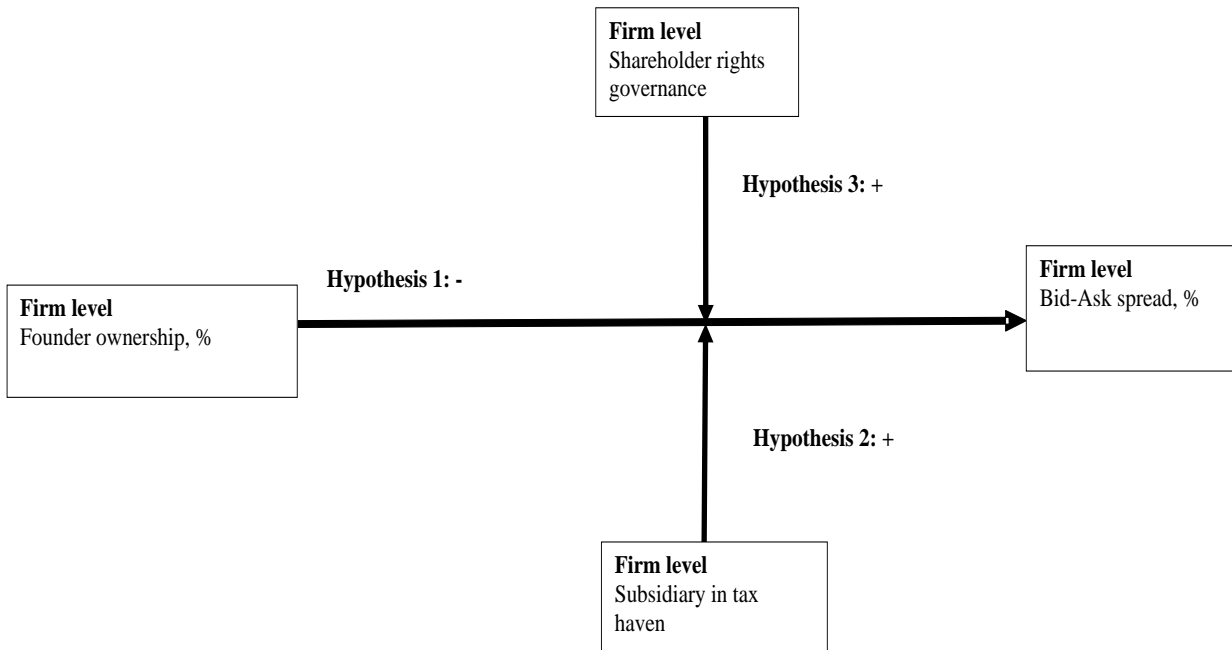 Firm level
Shareholder rights
governance
Hypothesis 3: +
Firm level
Bid-Ask spread, %
Hypothesis 1: -
Firm level
Founder ownership, %
Hypothesis 2: +
Firm level
Subsidiary in tax
haven